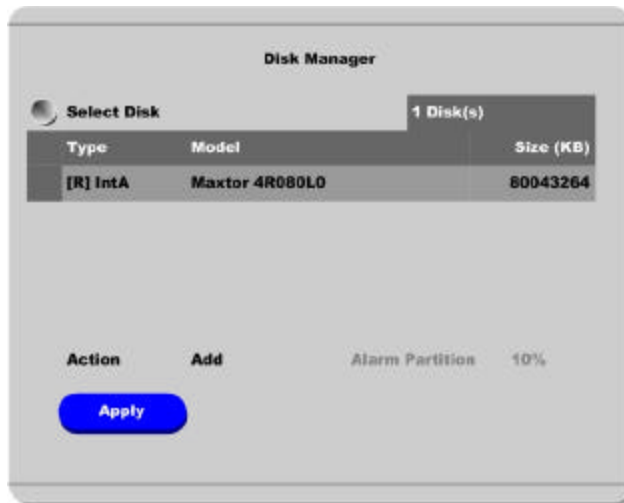 Disk Manager
Select Disk 1 Disk(s)
Type Model Size (KB)
[R] IntA Maxtor 4R080L0 80043264
Action Add Alarm Partition 10%
Apply